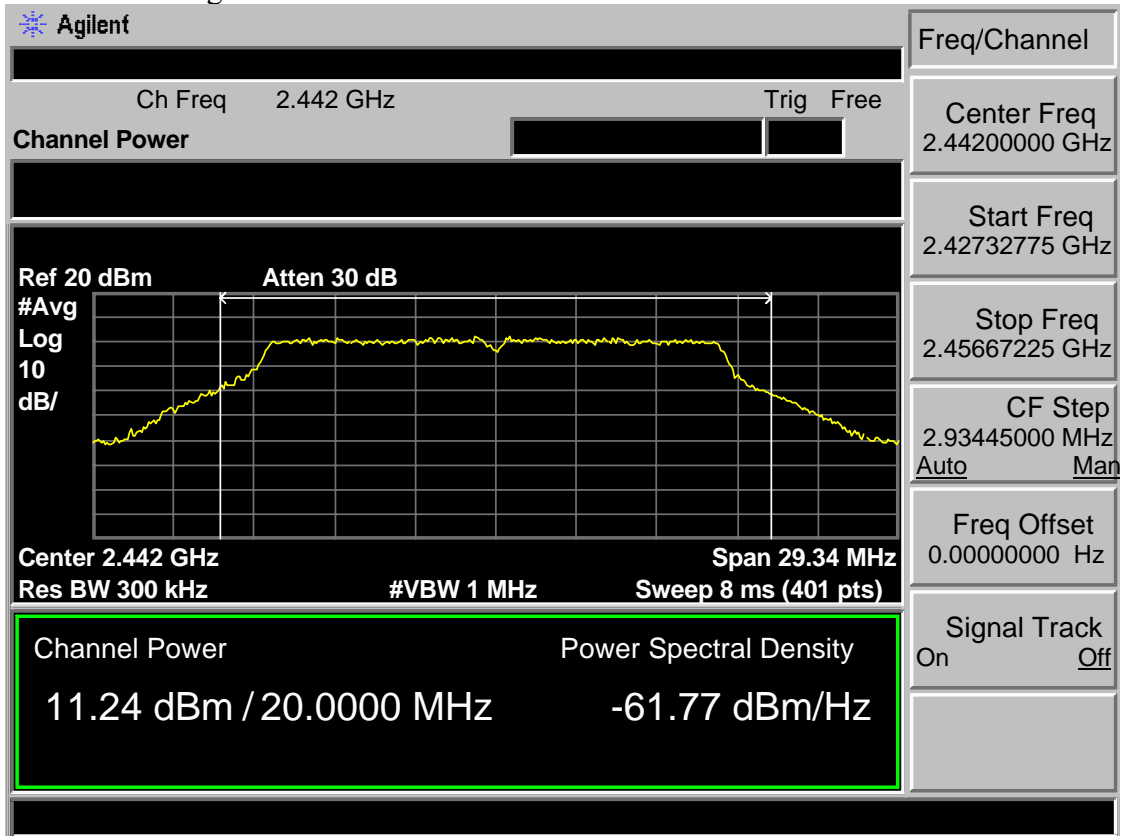 Agilent
Freq/Channel
Ch Freq 2.442 GHz Trig Free
Channel Power
Center Freq
2.44200000 GHz
Start Freq
2.42732775 GHz
Stop Freq
2.45667225 GHz
CF Step
2.93445000 MHz
Auto Man
Freq Offset
0.00000000 Hz
Signal Track
On Off
Ref 20 dBm Atten 30 dB
#Avg
Log
10
dB/
Center 2.442 GHz Span 29.34 MHz
Res BW 300 kHz #VBW 1 MHz Sweep 8 ms (401 pts)
Channel Power Power Spectral Density
11.24 dBm / 20.0000 MHz -61.77 dBm/Hz